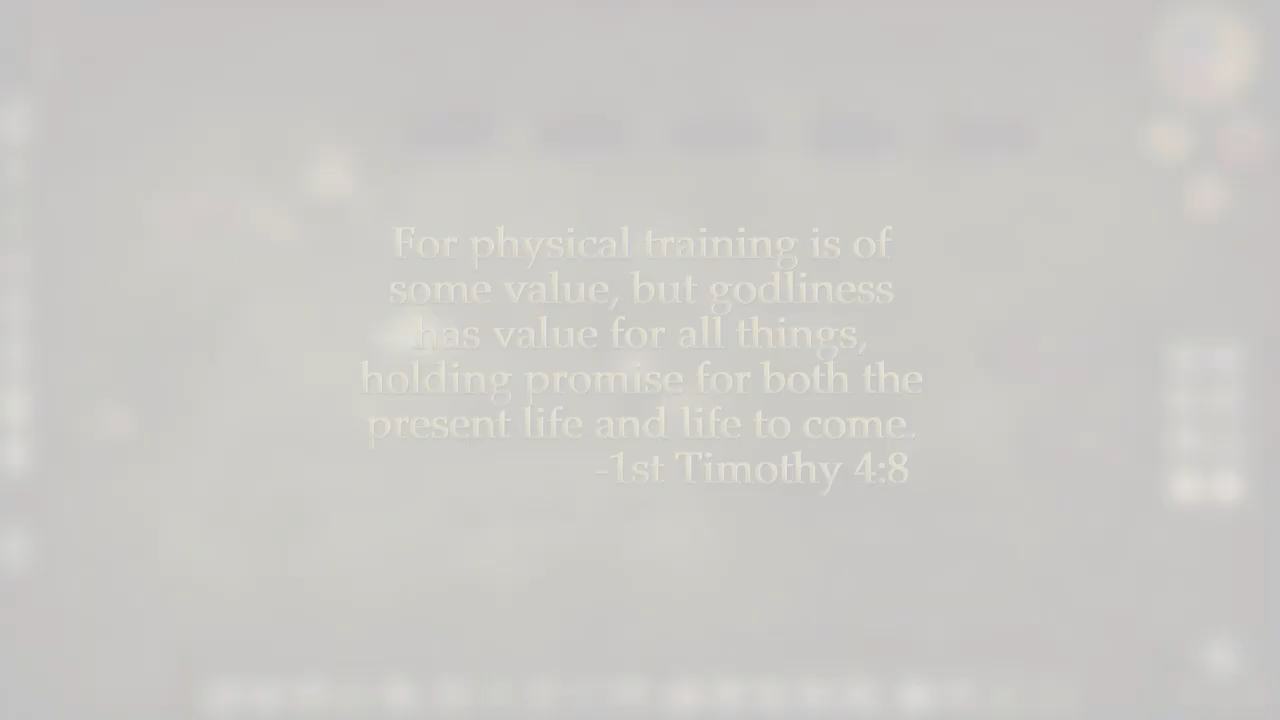 For physical training is of
some value, but godliness
has value for all things,
holding promise for both the
present life and life to come.
-1st Timothy 4:8